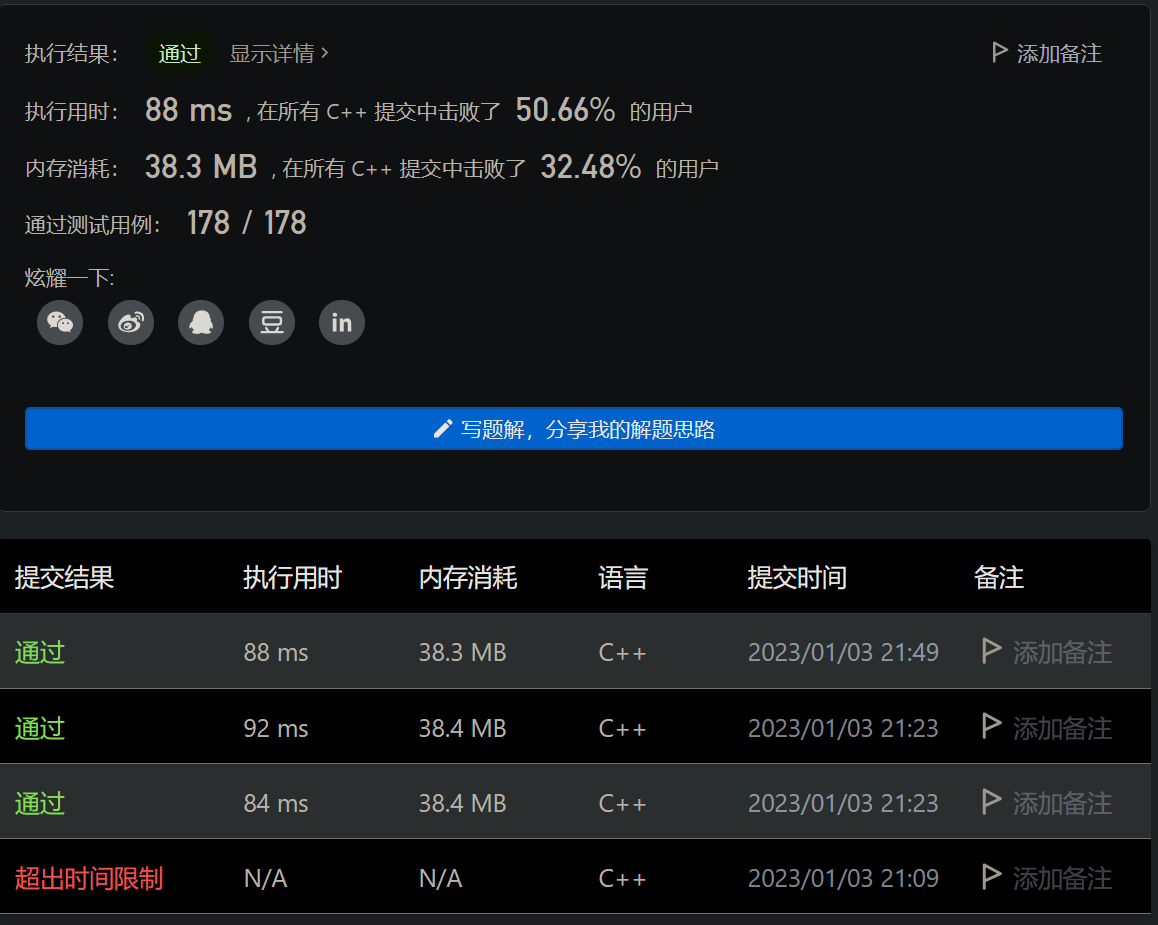 执行结果： 通过 显示详情 › 添加备注
执行用时： 88 ms , 在所有 C++ 提交中击败了 50.66% 的用户
内存消耗： 38.3 MB , 在所有 C++ 提交中击败了 32.48% 的用户
通过测试用例： 178 / 178
炫耀一下:
豆 in
写题解，分享我的解题思路
提交结果 执行用时 内存消耗 语言 提交时间 备注
通过 88 ms 38.3 MB C++ 2023/01/03 21:49 添加备注
通过 92 ms 38.4 MB C++ 2023/01/03 21:23 添加备注
通过 84 ms 38.4 MB C++ 2023/01/03 21:23 添加备注
超出时间限制 N/A N/A C++ 2023/01/03 21:09 添加备注